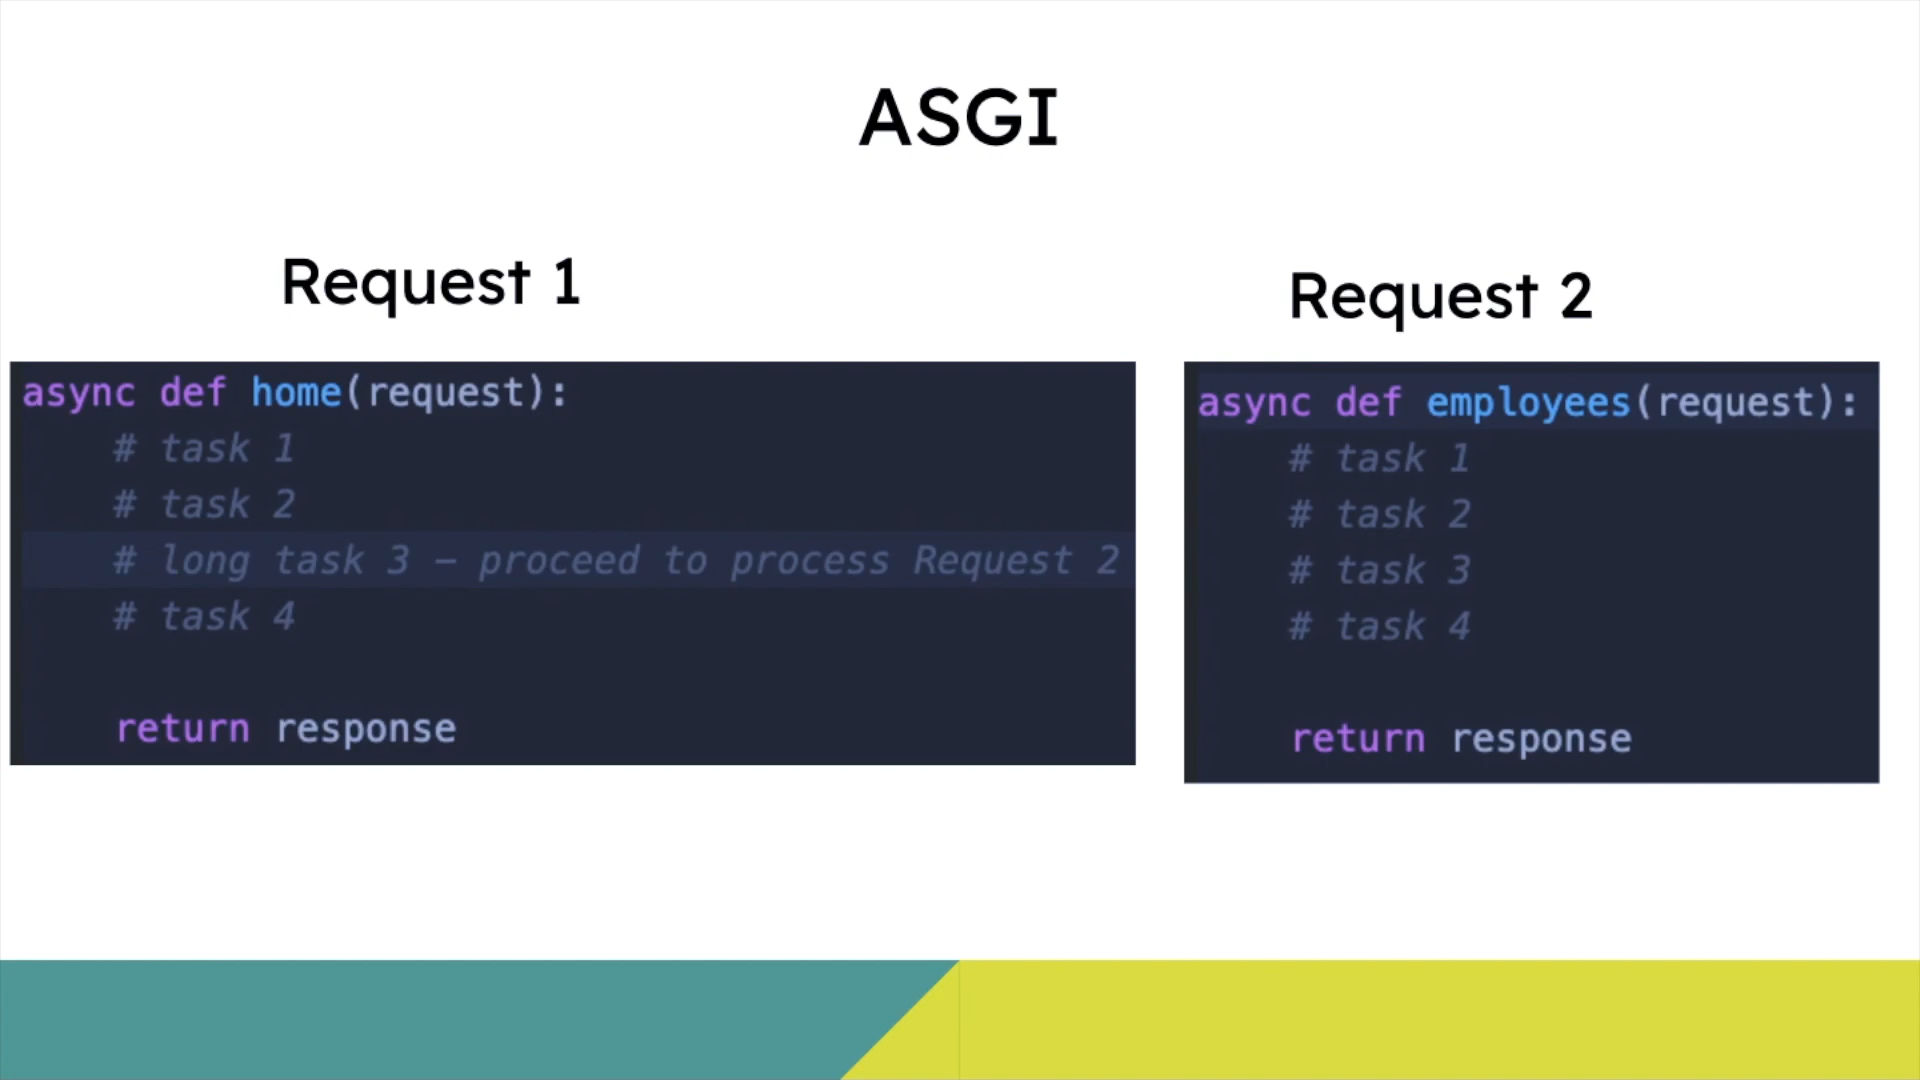 ASGI
Request 1
async def home(request):
# task 1
# task 2
# long task 3 – proceed to process Request 2
# task 4
return response
Request 2
async def employees(request):
# task 1
# task 2
# task 3
# task 4
return response